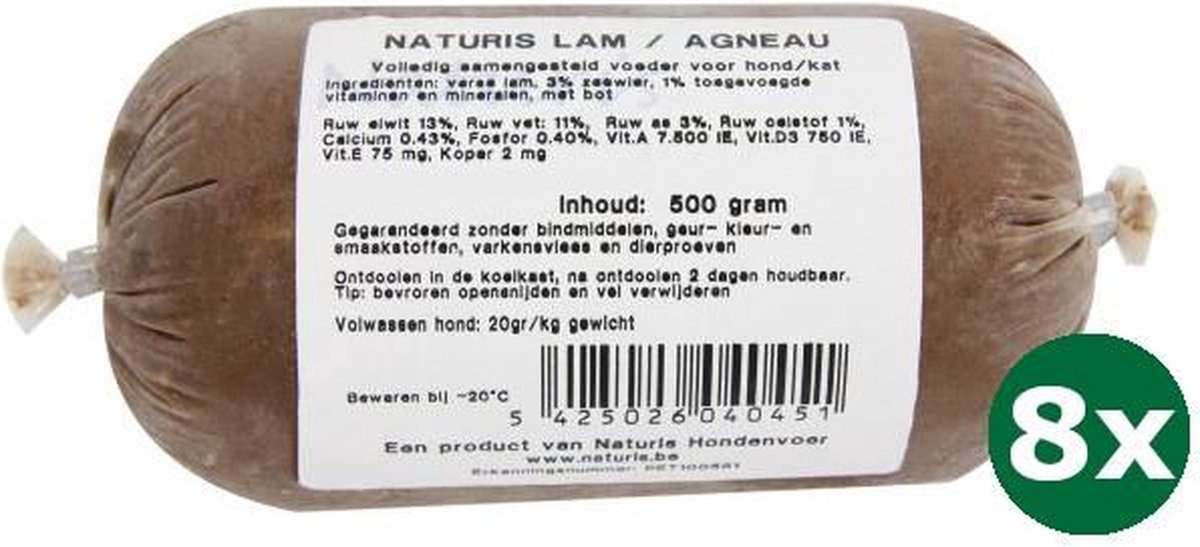 NATURIS LAM / AGNEAU
Volledig samengesteld voeder voor hond/kat
Ingrediënten: verse lam, 3% zeewier, 1% toegevoegde
vitaminen en mineralen, met bot
Ruw eiwit 13%, Ruw vet: 11%, Ruw as 3%, Ruw celstof 1%,
Calcium 0.43%, Fosfor 0.40%, Vit.A 7.500 IE, Vit.D3 750 IE,
Vit.E 75 mg, Koper 2 mg
Inhoud: 500 gram
Gegarandeerd zonder bindmiddelen, geur- kleur- en
smaakstoffen, varkensvlees en dierproeven
Ontdooien in de koelkast, na ontdooien 2 dagen houdbaar.
Tip: bevroren opensnijden en vel verwijderen
Volwassen hond: 20gr/kg gewicht
Bewaren bij -20°C
5 425026 040451
Een product van Naturis Hondenvoer
www.naturis.be
Erkenningsnummer:
8x